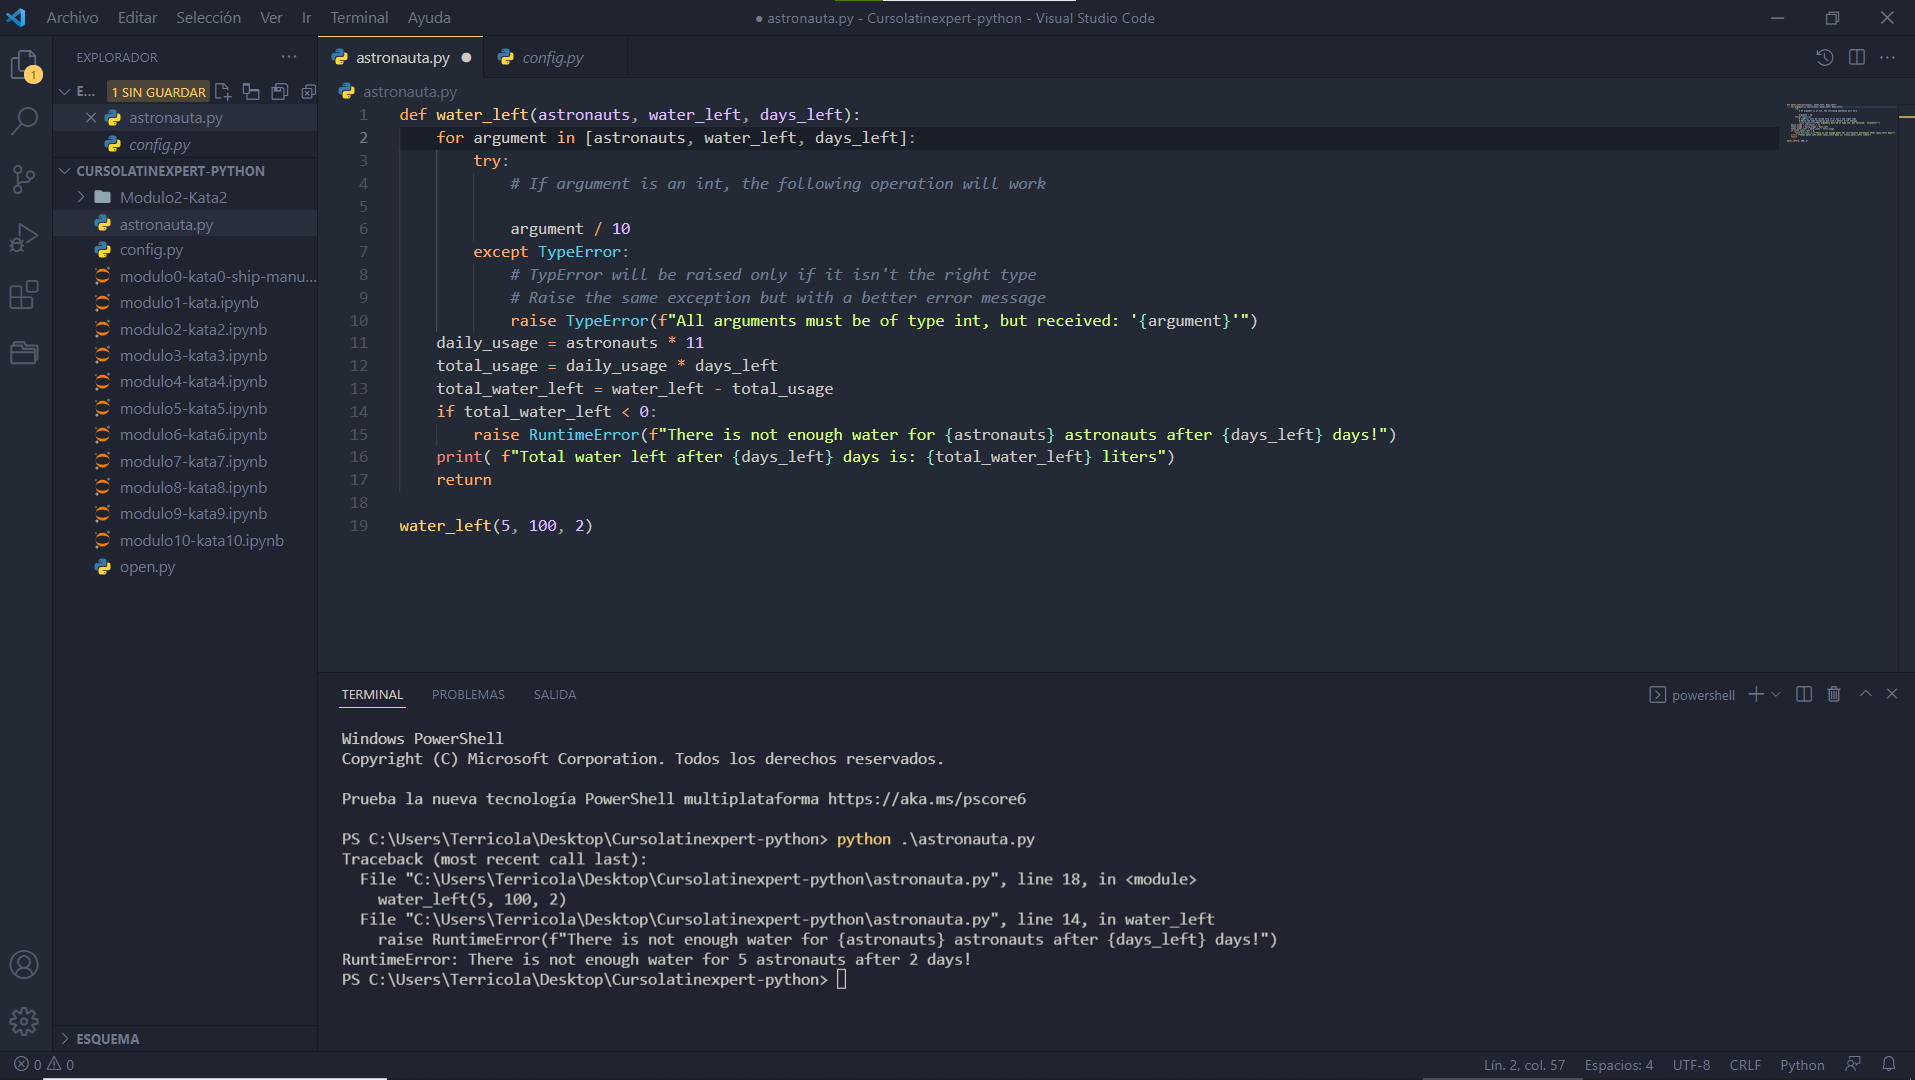 Archivo Editar Selección Ver Ir Terminal Ayuda
● astronauta.py - Cursolatinexpert-python - Visual Studio Code
EXPLORADOR
1
E... 1 SIN GUARDAR
astronauta.py
config.py
CURSOLATINEXPERT-PYTHON
Modulo2-Kata2
astronauta.py
config.py
modulo0-kata0-ship-manu...
modulo1-kata.ipynb
modulo2-kata2.ipynb
modulo3-kata3.ipynb
modulo4-kata4.ipynb
modulo5-kata5.ipynb
modulo6-kata6.ipynb
modulo7-kata7.ipynb
modulo8-kata8.ipynb
modulo9-kata9.ipynb
modulo10-kata10.ipynb
open.py
ESQUEMA
astronauta.py ● config.py
astronauta.py
1 def water_left(astronauts, water_left, days_left):
2     for argument in [astronauts, water_left, days_left]:
3         try:
4             # If argument is an int, the following operation will work
5
6             argument / 10
7         except TypeError:
8             # TypError will be raised only if it isn't the right type
9             # Raise the same exception but with a better error message
10             raise TypeError(f"All arguments must be of type int, but received: '{argument}'")
11     daily_usage = astronauts * 11
12     total_usage = daily_usage * days_left
13     total_water_left = water_left - total_usage
14     if total_water_left < 0:
15         raise RuntimeError(f"There is not enough water for {astronauts} astronauts after {days_left} days!")
16     print( f"Total water left after {days_left} days is: {total_water_left} liters")
17     return
18
19 water_left(5, 100, 2)
TERMINAL PROBLEMAS SALIDA
powershell
Windows PowerShell
Copyright (C) Microsoft Corporation. Todos los derechos reservados.
Prueba la nueva tecnología PowerShell multiplataforma https://aka.ms/pscore6
PS C:\Users\Terricola\Desktop\Cursolatinexpert-python> python .\astronauta.py
Traceback (most recent call last):
  File "C:\Users\Terricola\Desktop\Cursolatinexpert-python\astronauta.py", line 18, in <module>
    water_left(5, 100, 2)
  File "C:\Users\Terricola\Desktop\Cursolatinexpert-python\astronauta.py", line 14, in water_left
    raise RuntimeError(f"There is not enough water for {astronauts} astronauts after {days_left} days!")
RuntimeError: There is not enough water for 5 astronauts after 2 days!
PS C:\Users\Terricola\Desktop\Cursolatinexpert-python>
0 0
Lín. 2, col. 57 Espacios: 4 UTF-8 CRLF Python